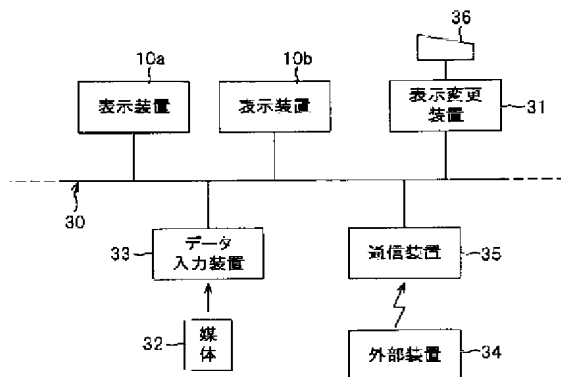 36
10a
10b
表示装置
表示装置
表示変更
装置
31
30
33
データ
入力装置
通信装置
35
32
媒
体
外部装置
34